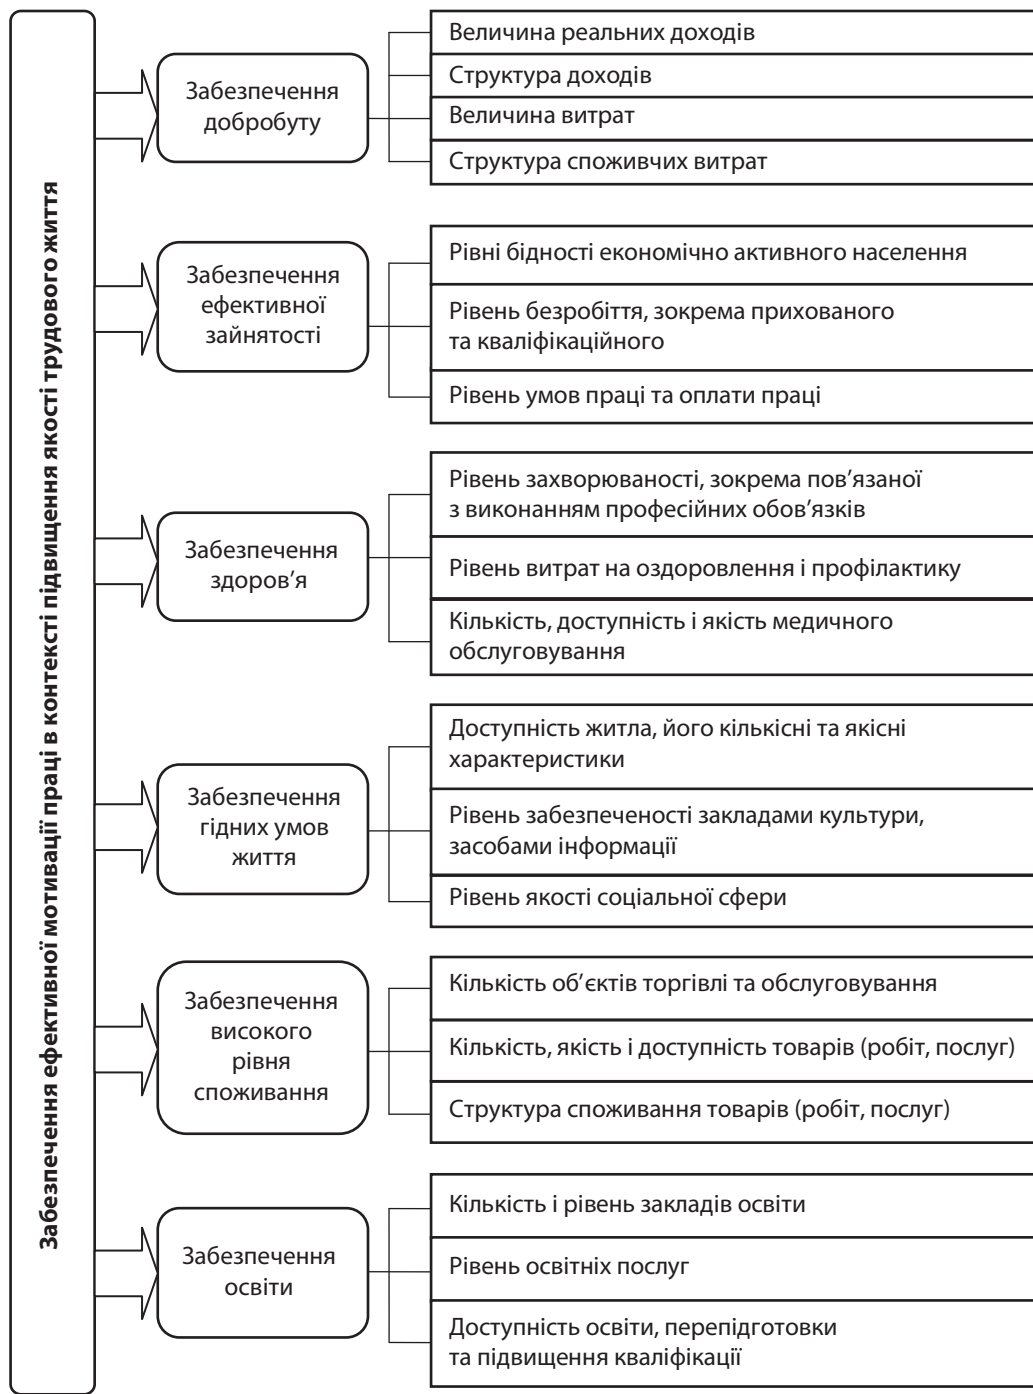 Забезпечення ефективної мотивації праці в контексті підвищення якості трудового життя
Забезпечення
добробуту
Величина реальних доходів
Структура доходів
Величина витрат
Структура споживчих витрат
Забезпечення
ефективної
зайнятості
Рівні бідності економічно активного населення
Рівень безробіття, зокрема прихованого
та кваліфікаційного
Рівень умов праці та оплати праці
Забезпечення
здоров’я
Рівень захворюваності, зокрема пов’язаної
з виконанням професійних обов’язків
Рівень витрат на оздоровлення і профілактику
Кількість, доступність і якість медичного
обслуговування
Забезпечення
гідних умов
життя
Доступність житла, його кількісні та якісні
характеристики
Рівень забезпеченості закладами культури,
засобами інформації
Рівень якості соціальної сфери
Забезпечення
високого
рівня
споживання
Кількість об’єктів торгівлі та обслуговування
Кількість, якість і доступність товарів (робіт, послуг)
Структура споживання товарів (робіт, послуг)
Забезпечення
освіти
Кількість і рівень закладів освіти
Рівень освітніх послуг
Доступність освіти, перепідготовки
та підвищення кваліфікації